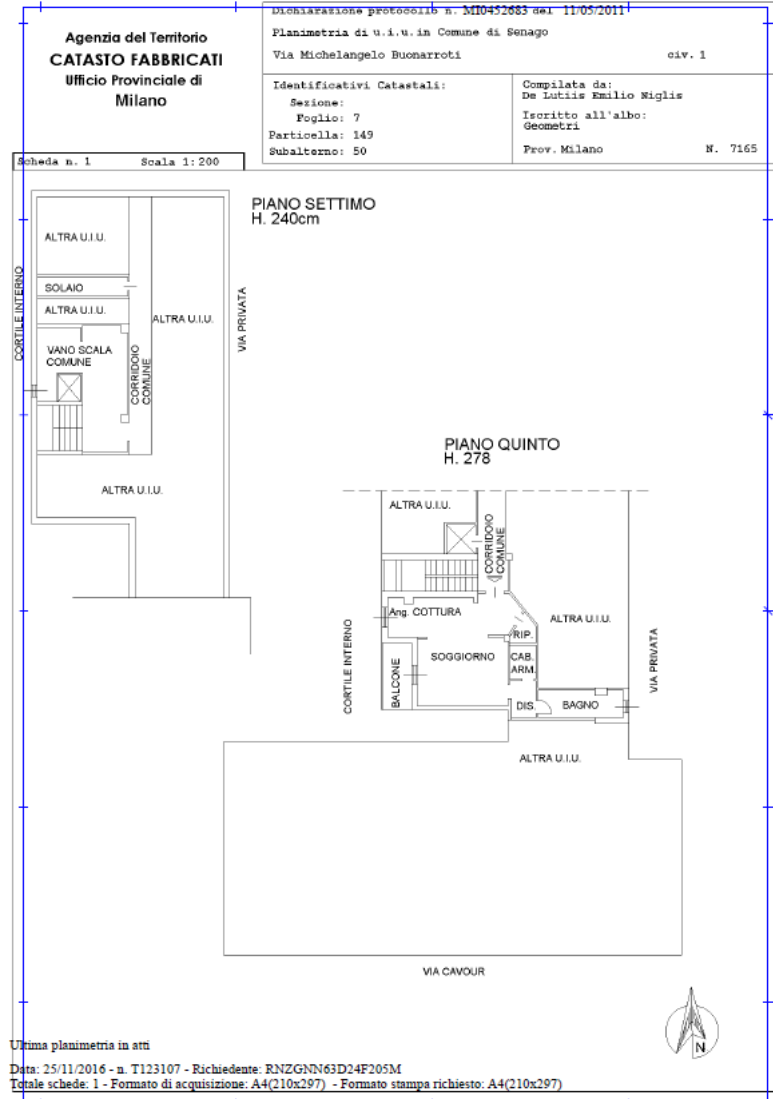 Agenzia del Territorio
CATASTO FABBRICATI
Ufficio Provinciale di
Milano
Dichiarazione protocollo n. MI0452683 del 11/05/2011
Planimetria di u.i.u. in Comune di Senago
Via Michelangelo Buonarroti civ. 1
Identificativi Catastali:
Sezione:
Foglio: 7
Particella: 149
Subalterno: 50
Compilata da:
De Lutiis Emilio Niglis
Iscritto all'albo:
Geometri
Prov. Milano N. 7165
Scheda n. 1 Scala 1:200
PIANO SETTIMO
H. 240cm
ALTRA U.I.U.
SOLAIO
ALTRA U.I.U.
ALTRA U.I.U.
VANO SCALA
COMUNE
CORRIDOIO
COMUNE
CORTILE INTERNO
VIA PRIVATA
ALTRA U.I.U.
PIANO QUINTO
H. 278
ALTRA U.I.U.
CORRIDOIO
COMUNE
Ang. COTTURA
ALTRA U.I.U.
RIP.
SOGGIORNO
CAB.
ARM.
BALCONE
CORTILE INTERNO
VIA PRIVATA
DIS.
BAGNO
ALTRA U.I.U.
VIA CAVOUR
N
Ultima planimetria in atti
Data: 25/11/2016 - n. T123107 - Richiedente: RNZGNN63D24F205M
Totale schede: 1 - Formato di acquisizione: A4(210x297) - Formato stampa richiesto: A4(210x297)